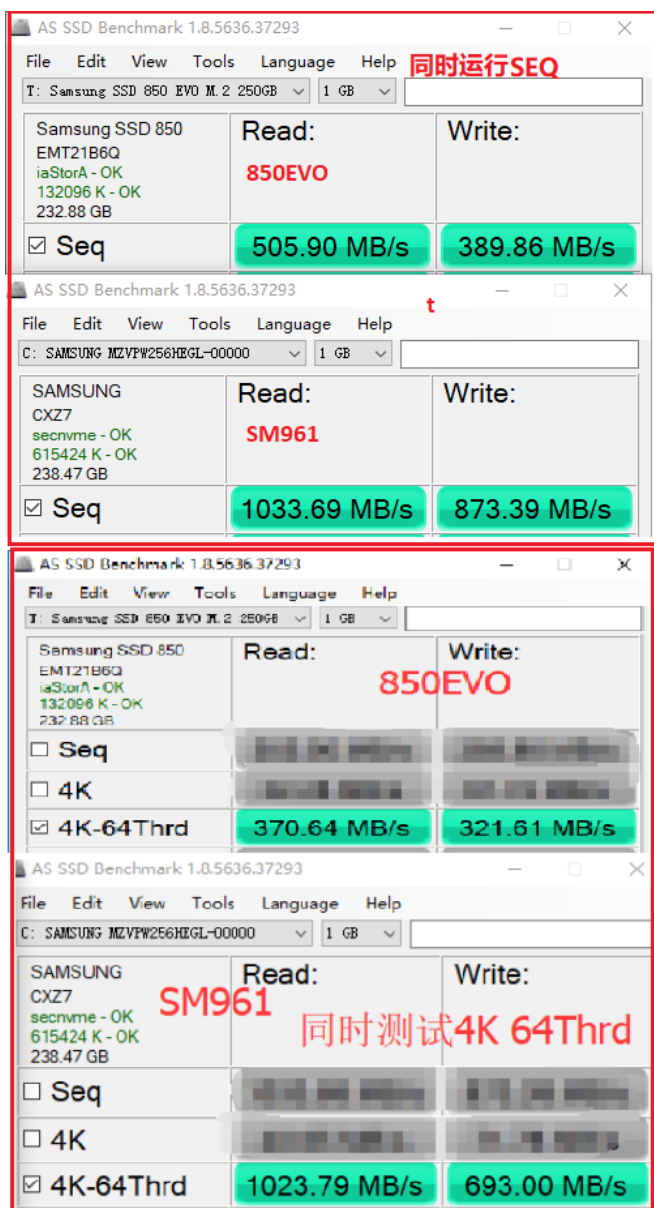 AS SSD Benchmark 1.8.5636.37293
File Edit View Tools Language Help 同时运行SEQ
T: Samsung SSD 850 EVO M.2 250GB 1 GB
Samsung SSD 850 Read: Write:
EMT21B6Q
iaStorA - OK 850EVO
132096 K - OK
232.88 GB
Seq 505.90 MB/s 389.86 MB/s
AS SSD Benchmark 1.8.5636.37293
t
File Edit View Tools Language Help
C: SAMSUNG MZVPW256HEGL-00000 1 GB
SAMSUNG Read: Write:
CXZ7
secnvme - OK SM961
615424 K - OK
238.47 GB
Seq 1033.69 MB/s 873.39 MB/s
AS SSD Benchmark 1.8.5636.37293
File Edit View Tools Language Help
T: Samsung SSD 850 EVO M.2 250GB 1 GB
Samsung SSD 850 Read: Write:
EMT21B6Q
iaStorA - OK 850EVO
132096 K - OK
232.88 GB
Seq
4K
4K-64Thrd 370.64 MB/s 321.61 MB/s
AS SSD Benchmark 1.8.5636.37293
File Edit View Tools Language Help
C: SAMSUNG MZVPW256HEGL-00000 1 GB
SAMSUNG Read: Write:
CXZ7
secnvme - OK SM961
615424 K - OK 同时测试4K 64Thrd
238.47 GB
Seq
4K
4K-64Thrd 1023.79 MB/s 693.00 MB/s